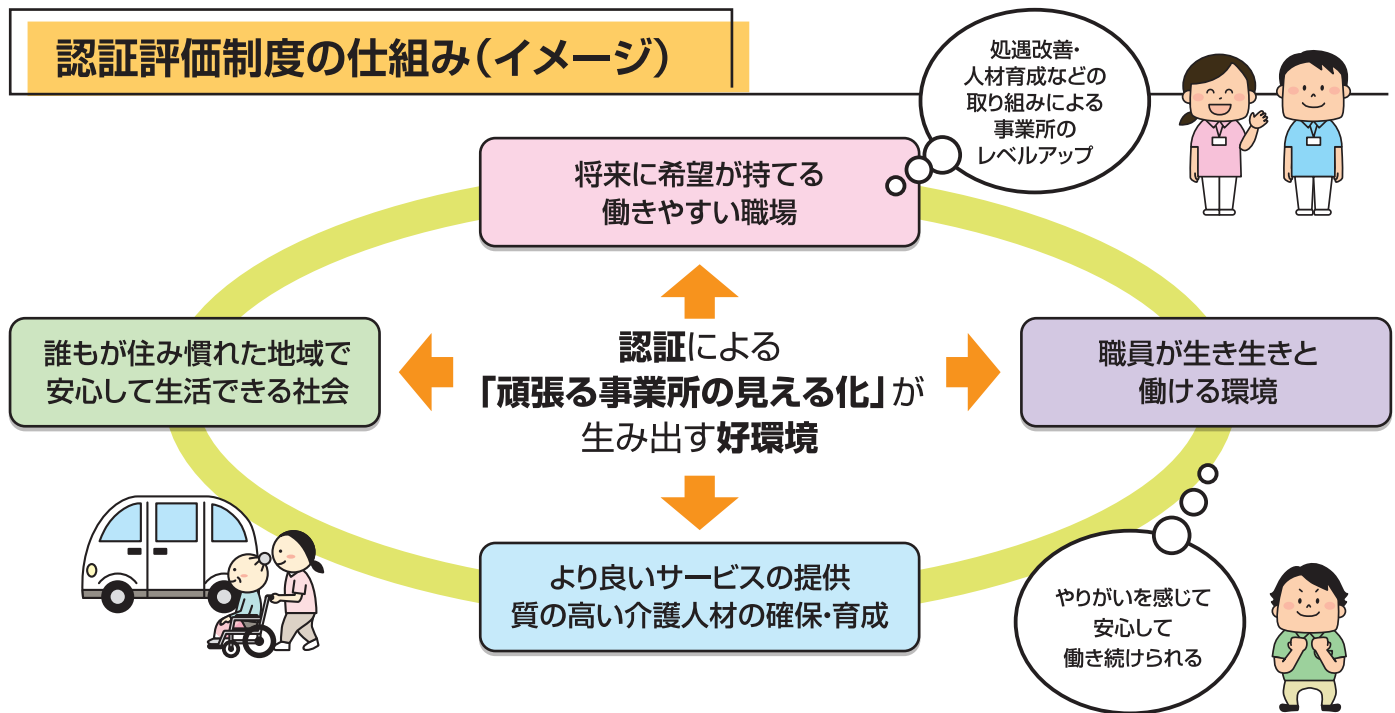 認証評価制度の仕組み（イメージ）
処遇改善・
人材育成などの
取り組みによる
事業所の
レベルアップ
将来に希望が持てる
働きやすい職場
誰もが住み慣れた地域で
安心して生活できる社会
認証による
「頑張る事業所の見える化」が
生み出す好環境
職員が生き生きと
働ける環境
より良いサービスの提供
質の高い介護人材の確保・育成
やりがいを感じて
安心して
働き続けられる